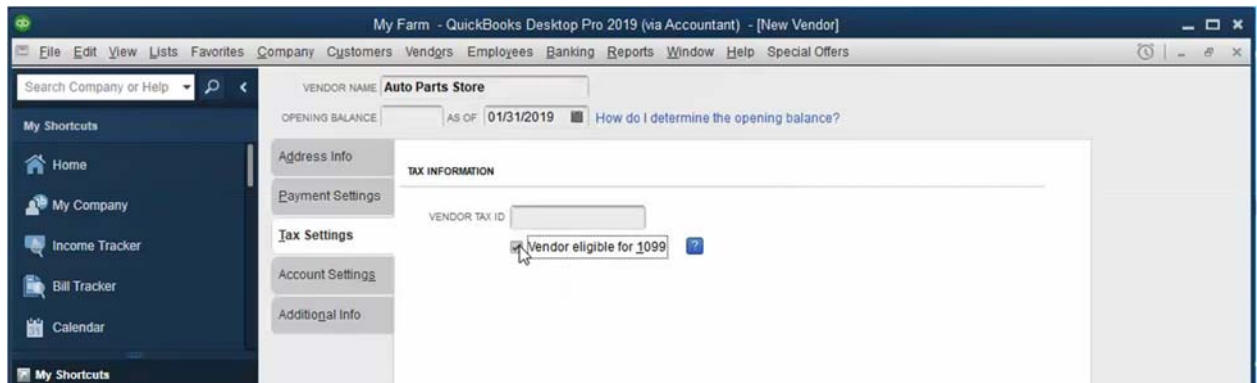 qb My Farm - QuickBooks Desktop Pro 2019 (via Accountant) - [New Vendor]
File Edit View Lists Favorites Company Customers Vendors Employees Banking Reports Window Help Special Offers
Search Company or Help
VENDOR NAME Auto Parts Store
OPENING BALANCE AS OF 01/31/2019 How do I determine the opening balance?
My Shortcuts
Home
My Company
Income Tracker
Bill Tracker
31 Calendar
My Shortcuts
Address Info
Payment Settings
Tax Settings
Account Settings
Additional Info
TAX INFORMATION
VENDOR TAX ID
Vendor eligible for 1099 ?